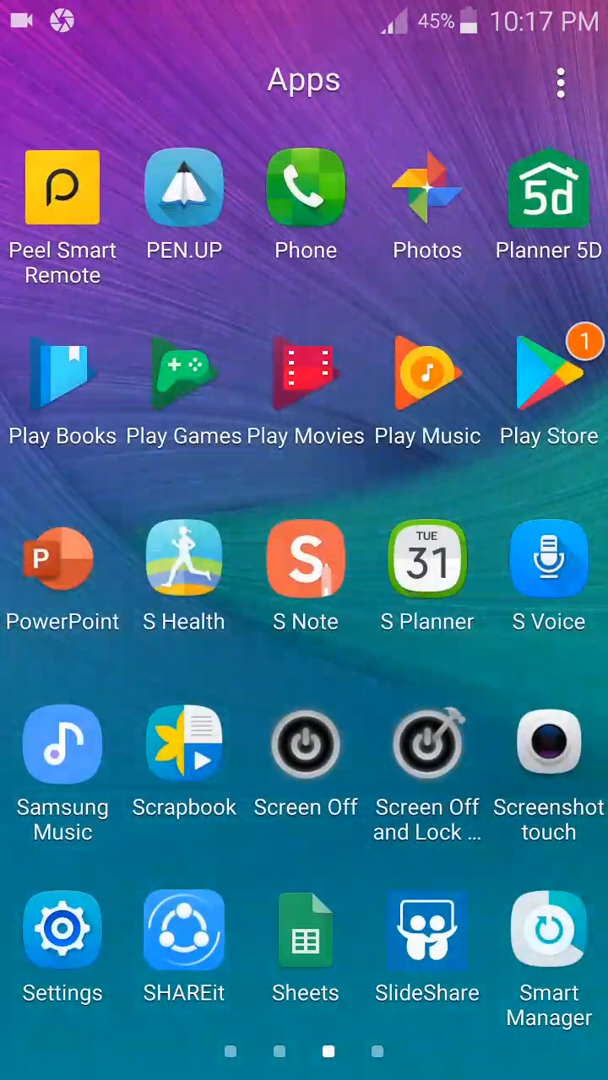 45% 10:17 PM
Apps
5d
Peel Smart Remote
PEN.UP
Phone
Photos
Planner 5D
1
Play Books
Play Games
Play Movies
Play Music
Play Store
P
S
TUE
31
PowerPoint
S Health
S Note
S Planner
S Voice
Samsung Music
Scrapbook
Screen Off
Screen Off and Lock ...
Screenshot touch
Settings
SHAREit
Sheets
SlideShare
Smart Manager